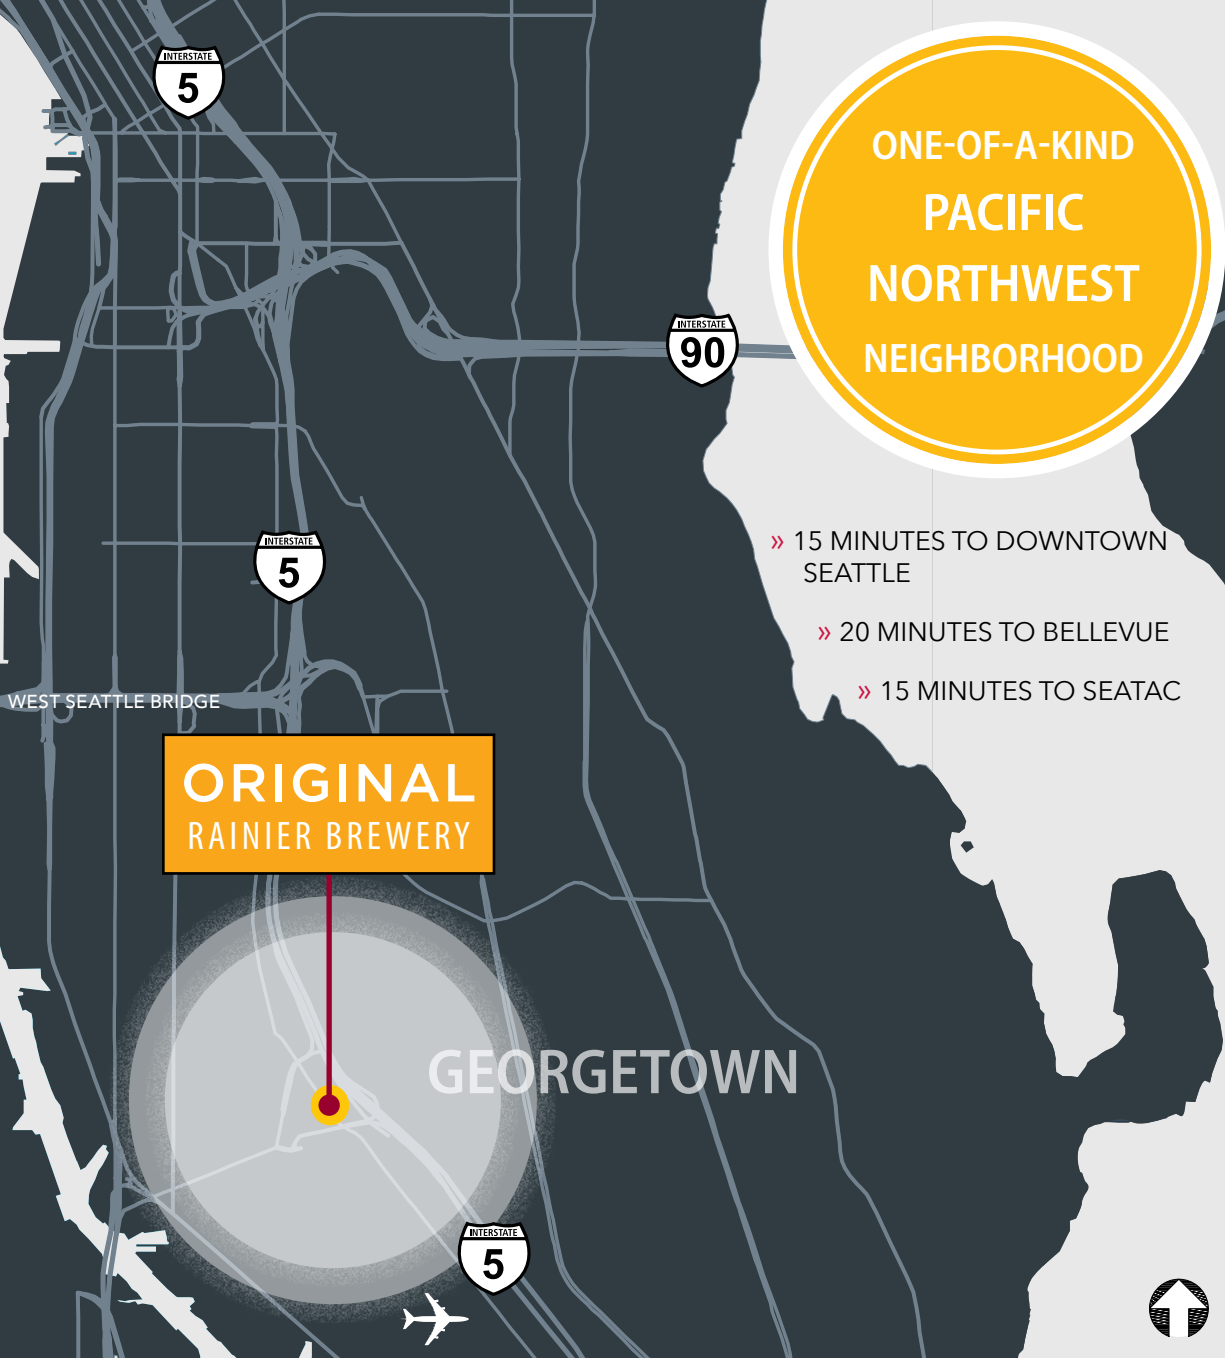 INTERSTATE
5
ONE-OF-A-KIND
PACIFIC
NORTHWEST
NEIGHBORHOOD
INTERSTATE
90
INTERSTATE
5
» 15 MINUTES TO DOWNTOWN
SEATTLE
» 20 MINUTES TO BELLEVUE
» 15 MINUTES TO SEATAC
WEST SEATTLE BRIDGE
ORIGINAL
RAINIER BREWERY
GEORGETOWN
INTERSTATE
5